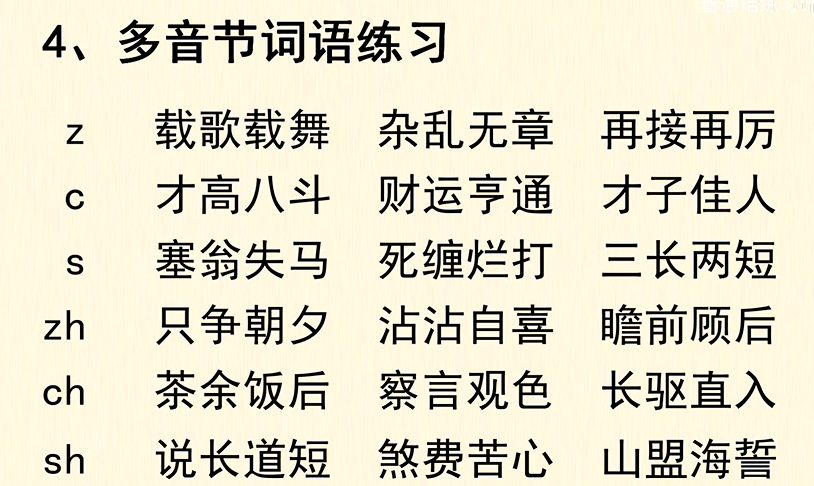 4、多音节词语练习
z 载歌载舞 杂乱无章 再接再厉
c 才高八斗 财运亨通 才子佳人
s 塞翁失马 死缠烂打 三长两短
zh 只争朝夕 沾沾自喜 瞻前顾后
ch 茶余饭后 察言观色 长驱直入
sh 说长道短 煞费苦心 山盟海誓